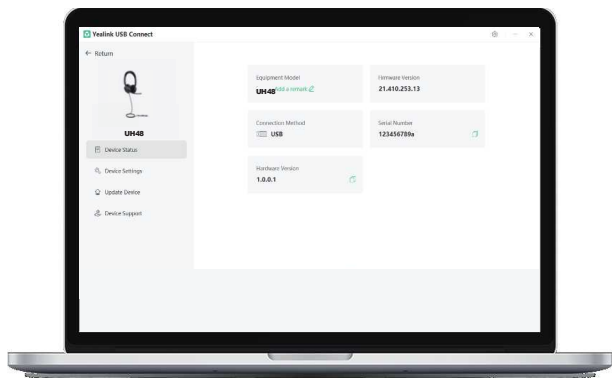 Yealink USB Connect
Return
UH48
Device Status
Device Settings
Update Device
Device Support
Equipment Model
UH48 Add a remark
Firmware Version
21.410.253.13
Connection Method
USB
Serial Number
123456789a
Hardware Version
1.0.0.1